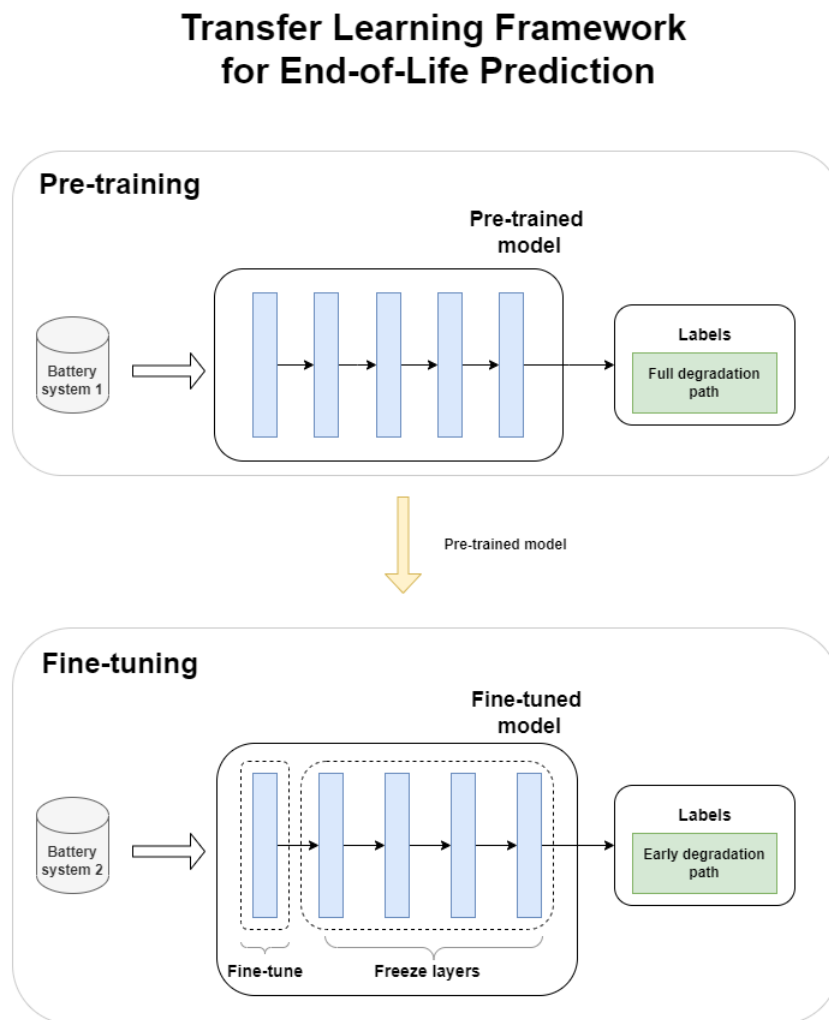 Transfer Learning Framework
for End-of-Life Prediction
Pre-training
Pre-trained
model
Battery
system 1
Labels
Full degradation
path
Pre-trained model
Fine-tuning
Fine-tuned
model
Battery
system 2
Labels
Early degradation
path
Fine-tune
Freeze layers